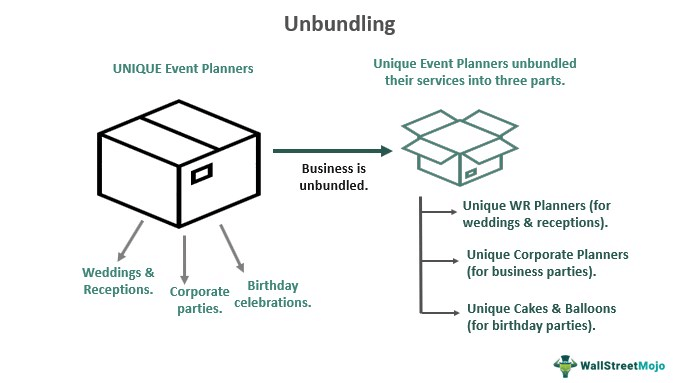 Unbundling
UNIQUE Event Planners
Unique Event Planners unbundled
their services into three parts.
Business is
unbundled.
Weddings &
Receptions.
Corporate
parties.
Birthday
celebrations.
Unique WR Planners (for
weddings & receptions).
Unique Corporate Planners
(for business parties).
Unique Cakes & Balloons
(for birthday parties).
WallStreetMojo